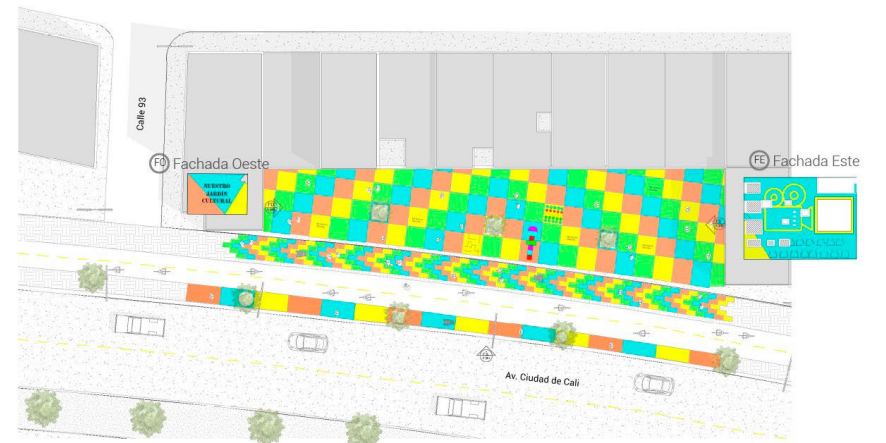 Calle 93
FO Fachada Oeste
NUESTRO
JARDÍN
CULTURAL
FE Fachada Este
Av. Ciudad de Cali